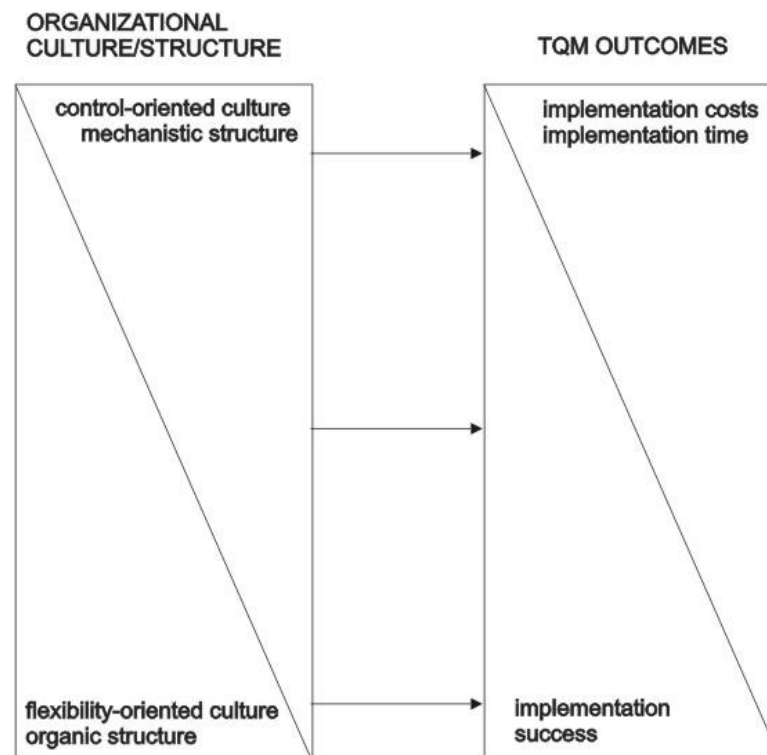 ORGANIZATIONAL
CULTURE/STRUCTURE
TQM OUTCOMES
control-oriented culture
mechanistic structure
implementation costs
implementation time
flexibility-oriented culture
organic structure
implementation
success